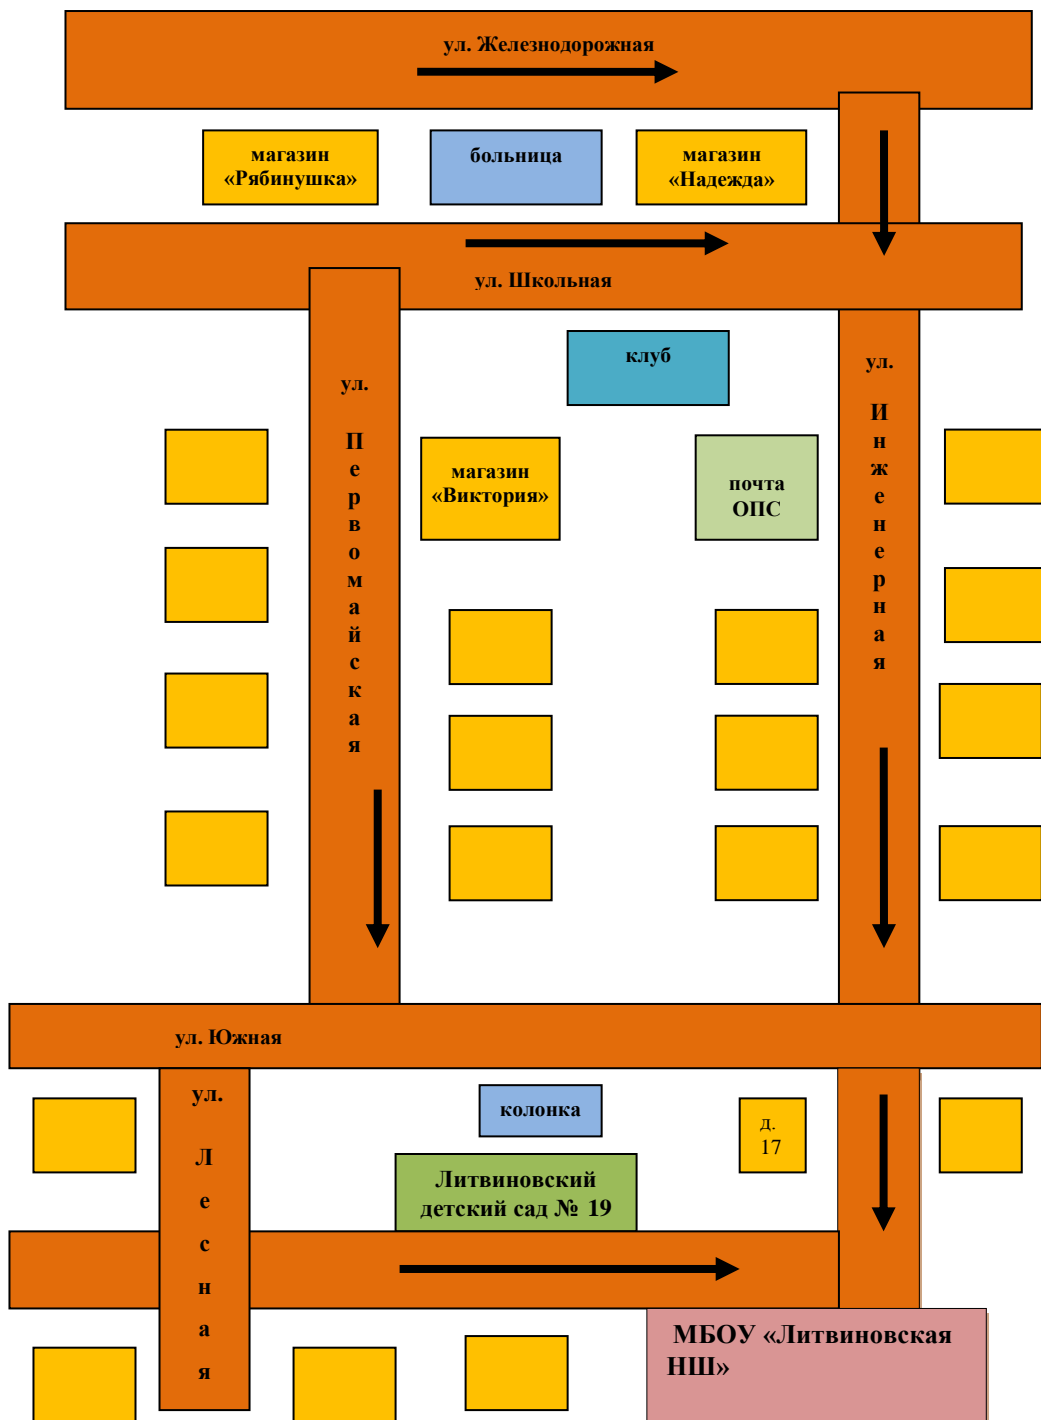 ул. Железнодорожная
магазин
«Рябинушка»
больница
магазин
«Надежда»
ул. Школьная
клуб
ул.
Первомайская
ул.
Инженерная
магазин
«Виктория»
почта
ОПС
ул. Южная
ул.
Лесная
колонка
д.
17
Литвиновский
детский сад № 19
МБОУ «Литвиновская
НШ»